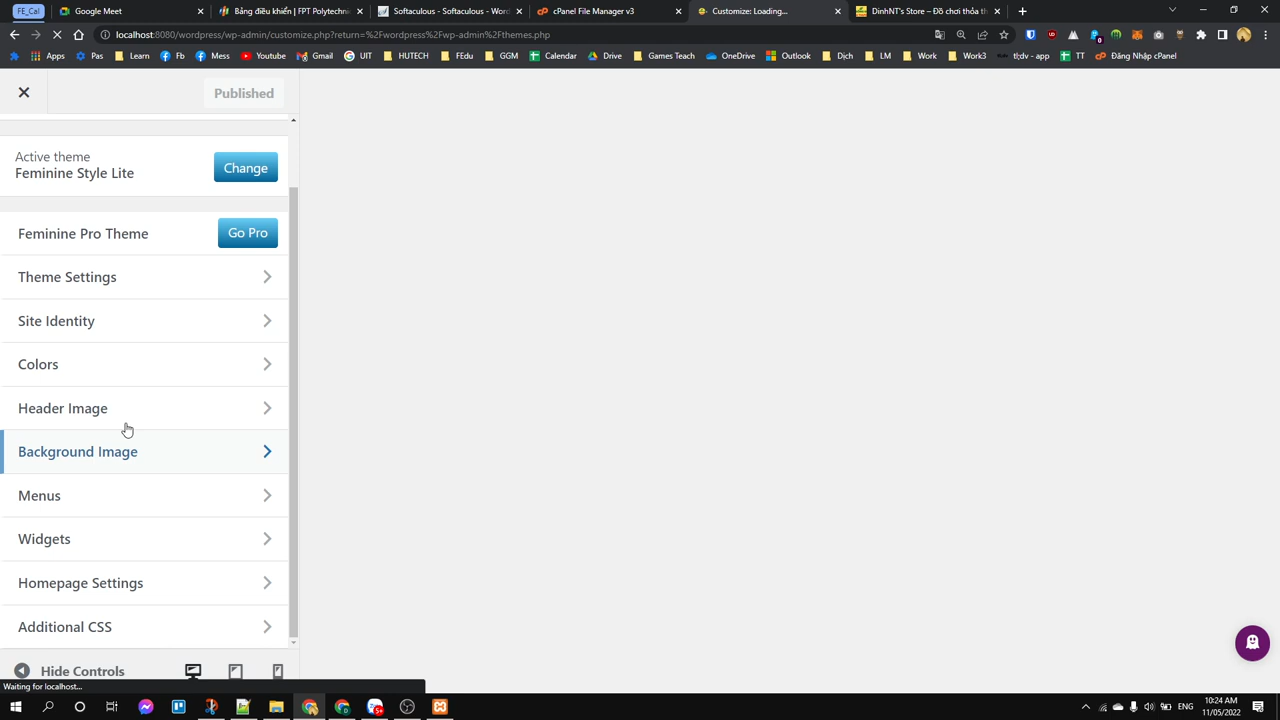 FE_Cal
Google Meet
Bảng điều khiển | FPT Polytechni
Softaculous - Softaculous - Word
cPanel File Manager v3
Customize: Loading...
DinhNT's Store – Đồ chơi thỏa th
localhost:8080/wordpress/wp-admin/customize.php?return=%2Fwordpress%2Fwp-admin%2Fthemes.php
Apps
Pas
Learn
Fb
Mess
Youtube
Gmail
UIT
HUTECH
FEdu
GGM
Calendar
Drive
Games Teach
OneDrive
Outlook
Dịch
LM
Work
Work3
tl;dv - app
TT
Đăng Nhập cPanel
Published
Active theme
Feminine Style Lite
Change
Feminine Pro Theme
Go Pro
Theme Settings
Site Identity
Colors
Header Image
Background Image
Menus
Widgets
Homepage Settings
Additional CSS
Hide Controls
Waiting for localhost...
ENG
10:24 AM
11/05/2022